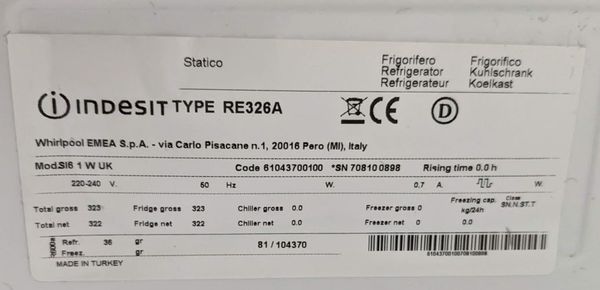 Statico
Frigorifero Frigorifico
Refrigerator Kuhlschrank
Refrigerateur Koelkast
indesit TYPE RE326A
CE D
Whirlpool EMEA S.p.A. - via Carlo Pisacane n.1, 20016 Pero (MI), Italy
Mod.SI6 1 W UK Code 61043700100 *SN 708100898 Rising time 0.0 h
220-240 V. 50 Hz W. 0,7 A. W.
Total gross 323 Fridge gross 323 Chiller gross 0.0 Freezer gross 0 Freezing cap. Class
kg/24h SN.N.ST.T
Total net 322 Fridge net 322 Chiller net 0.0 Freezer net 0 0.0
Refr. 36 gr 81 / 104370
Freez. gr
R600a
61043700100708100898
MADE IN TURKEY